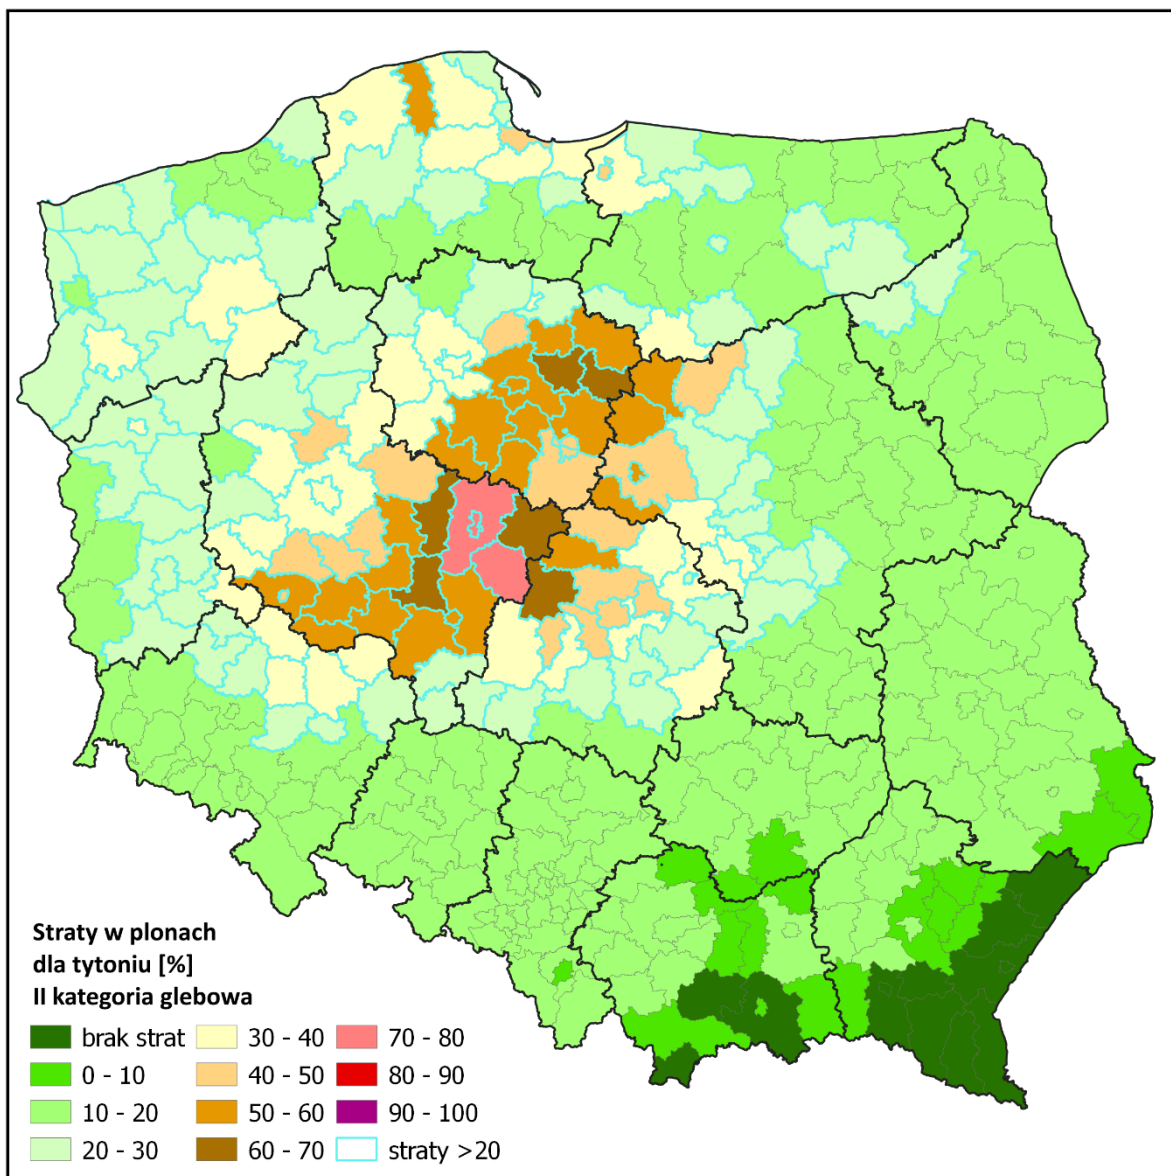 Straty w plonach
dla tytoniu [%]
II kategoria glebowa
brak strat
0 - 10
10 - 20
20 - 30
30 - 40
40 - 50
50 - 60
60 - 70
70 - 80
80 - 90
90 - 100
straty >20